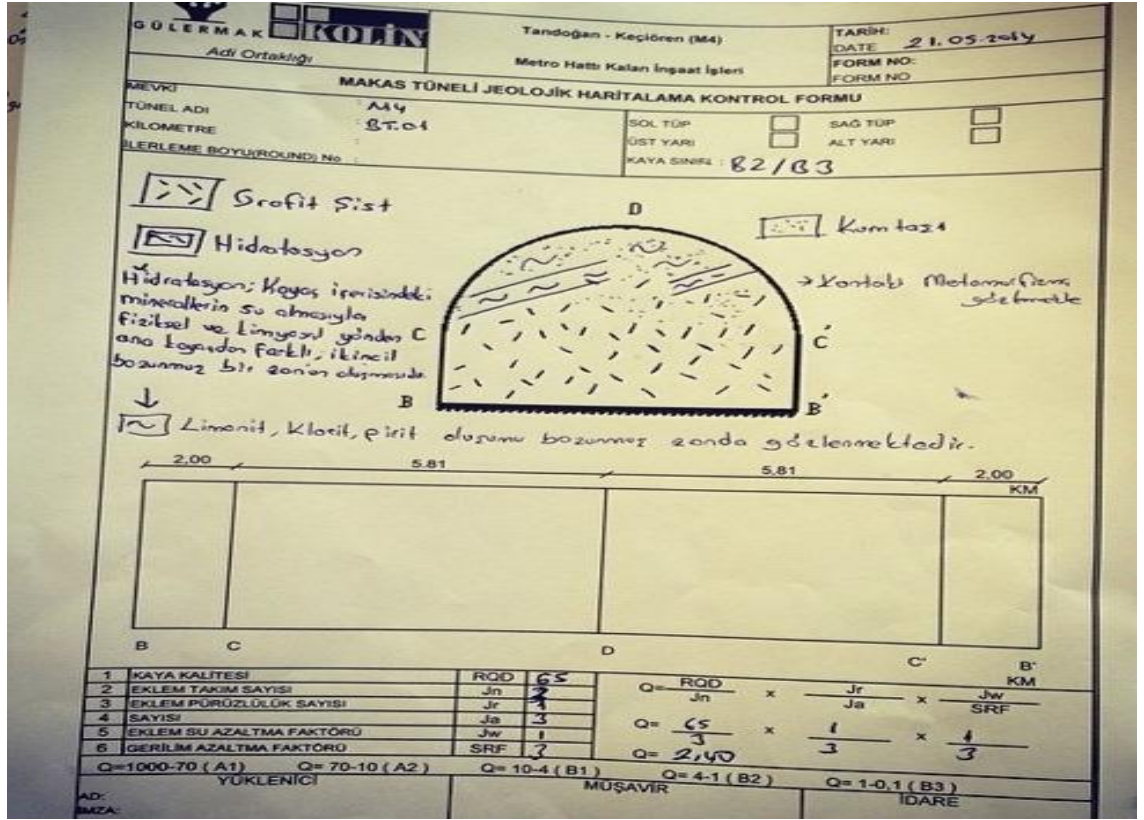 GÜLERMAK KOLİN
Adi Ortaklığı
Tandoğan - Keçiören (M4)
Metro Hattı Kalan İnşaat İşleri
TARİH:
DATE 21.05.2014
FORM NO:
FORM NO
MAKAS TÜNELİ JEOLOJİK HARİTALAMA KONTROL FORMU
MEVKİ
TÜNEL ADI : M4
KİLOMETRE : BT.01
İLERLEME BOYU(ROUND) No :
SOL TÜP SAĞ TÜP
ÜST YARI ALT YARI
KAYA SINIFI : B2/B3
Grafit Şist
Hidratasyon
Hidratasyon; Kayaç içerisindeki
minerallerin su almasıyla
fiziksel ve kimyasal yönden
ana kayadan farklı, ikincil
bozunmuş bir zonun oluşmasıdır
D
Kumtaşı
→ Kontakt Metamorfizma
gözlenmekte
C C'
B B'
↓
Limonit, Klorit, pirit oluşumu bozunmuş zonda gözlenmektedir.
2,00 5.81 5,81 2,00
KM
B C D C' B'
KM
1 KAYA KALİTESİ RQD 65
2 EKLEM TAKIM SAYISI Jn 3
3 EKLEM PÜRÜZLÜLÜK SAYISI Jr 1
4 SAYISI Ja 3
5 EKLEM SU AZALTMA FAKTÖRÜ Jw 1
6 GERİLİM AZALTMA FAKTÖRÜ SRF 3
Q= RQD/Jn x Jr/Ja x Jw/SRF
Q= 65/3 x 1/3 x 1/3
Q= 2,40
Q=1000-70 ( A1) Q= 70-10 ( A2 ) Q= 10-4 ( B1 ) Q= 4-1 ( B2 ) Q= 1-0,1 ( B3 )
YÜKLENİCİ MÜŞAVİR İDARE
AD:
İMZA: